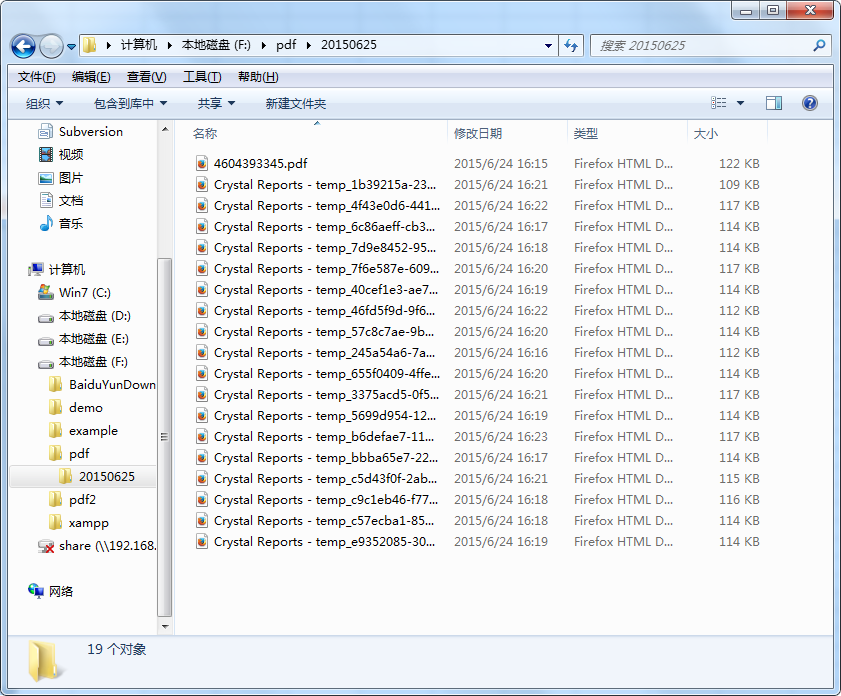 计算机 本地磁盘 (F:) pdf 20150625
搜索 20150625
文件(F) 编辑(E) 查看(V) 工具(T) 帮助(H)
组织 包含到库中 共享 新建文件夹
Subversion
视频
图片
文档
音乐
计算机
Win7 (C:)
本地磁盘 (D:)
本地磁盘 (E:)
本地磁盘 (F:)
BaiduYunDown
demo
example
pdf
20150625
pdf2
xampp
share (\\192.168.
网络
名称 修改日期 类型 大小
4604393345.pdf 2015/6/24 16:15 Firefox HTML D... 122 KB
Crystal Reports - temp_1b39215a-23... 2015/6/24 16:21 Firefox HTML D... 109 KB
Crystal Reports - temp_4f43e0d6-441... 2015/6/24 16:22 Firefox HTML D... 117 KB
Crystal Reports - temp_6c86aeff-cb3... 2015/6/24 16:17 Firefox HTML D... 114 KB
Crystal Reports - temp_7d9e8452-95... 2015/6/24 16:18 Firefox HTML D... 114 KB
Crystal Reports - temp_7f6e587e-609... 2015/6/24 16:20 Firefox HTML D... 117 KB
Crystal Reports - temp_40cef1e3-ae7... 2015/6/24 16:19 Firefox HTML D... 114 KB
Crystal Reports - temp_46fd5f9d-9f6... 2015/6/24 16:22 Firefox HTML D... 112 KB
Crystal Reports - temp_57c8c7ae-9b... 2015/6/24 16:20 Firefox HTML D... 114 KB
Crystal Reports - temp_245a54a6-7a... 2015/6/24 16:16 Firefox HTML D... 112 KB
Crystal Reports - temp_655f0409-4ffe... 2015/6/24 16:20 Firefox HTML D... 114 KB
Crystal Reports - temp_3375acd5-0f5... 2015/6/24 16:21 Firefox HTML D... 117 KB
Crystal Reports - temp_5699d954-12... 2015/6/24 16:19 Firefox HTML D... 114 KB
Crystal Reports - temp_b6defae7-11... 2015/6/24 16:23 Firefox HTML D... 117 KB
Crystal Reports - temp_bbba65e7-22... 2015/6/24 16:17 Firefox HTML D... 114 KB
Crystal Reports - temp_c5d43f0f-2ab... 2015/6/24 16:21 Firefox HTML D... 115 KB
Crystal Reports - temp_c9c1eb46-f77... 2015/6/24 16:18 Firefox HTML D... 116 KB
Crystal Reports - temp_c57ecba1-85... 2015/6/24 16:18 Firefox HTML D... 114 KB
Crystal Reports - temp_e9352085-30... 2015/6/24 16:19 Firefox HTML D... 114 KB
19 个对象